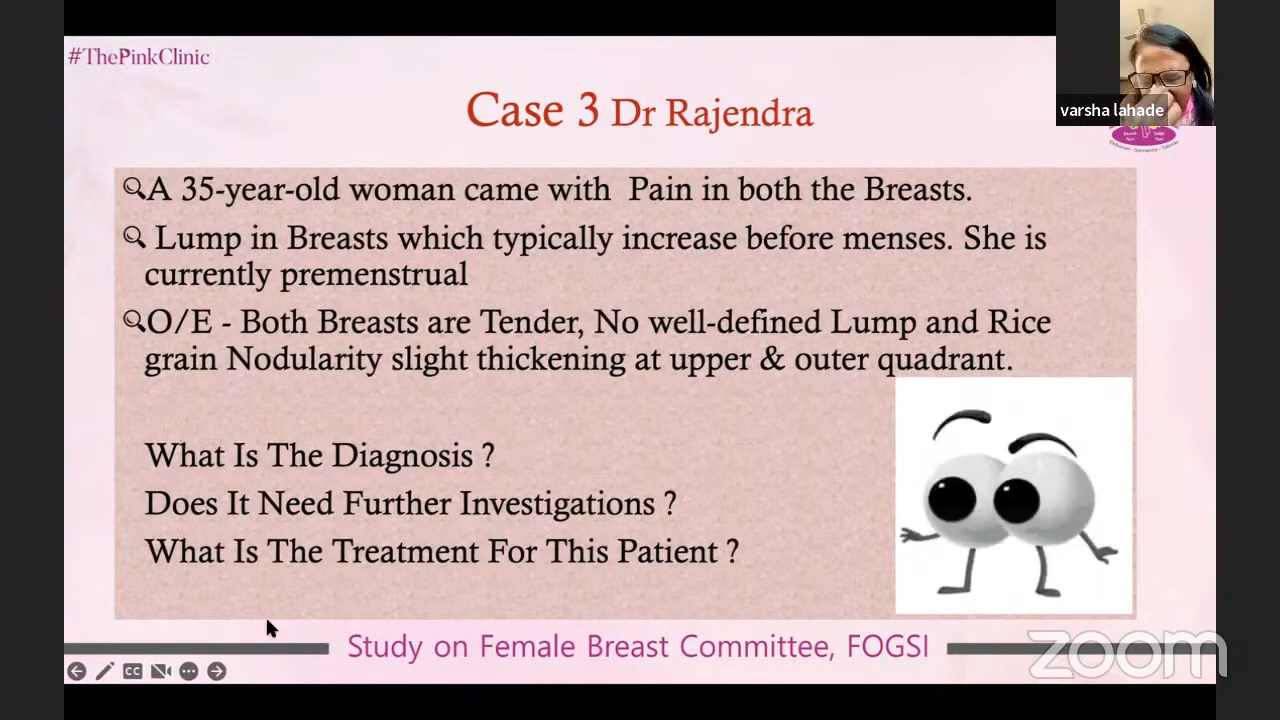 #ThePinkClinic
varsha lahade
Case 3 Dr Rajendra
A 35-year-old woman came with Pain in both the Breasts.
Lump in Breasts which typically increase before menses. She is
currently premenstrual
O/E - Both Breasts are Tender, No well-defined Lump and Rice
grain Nodularity slight thickening at upper & outer quadrant.
What Is The Diagnosis ?
Does It Need Further Investigations ?
What Is The Treatment For This Patient ?
Study on Female Breast Committee, FOGSI
zoom
CC